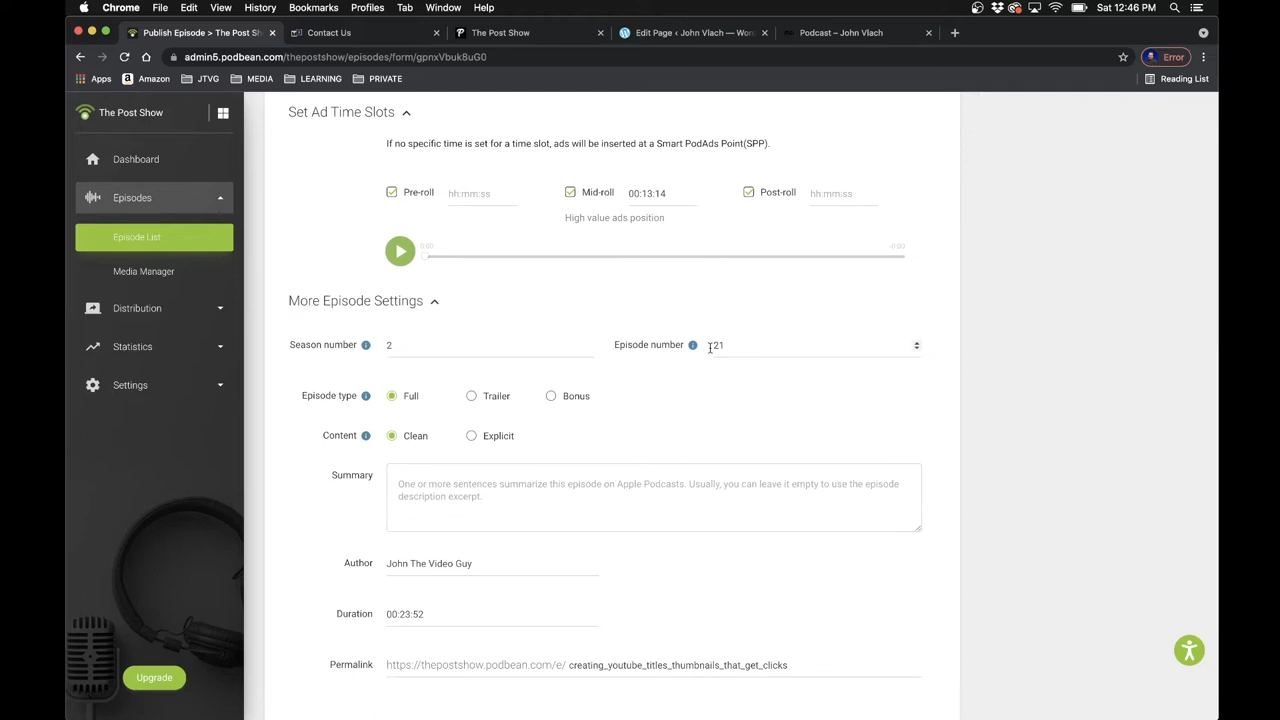 Chrome File Edit View History Bookmarks Profiles Tab Window Help Sat 12:46 PM
Publish Episode > The Post Sh Contact Us The Post Show Edit Page ‹ John Vlach — Wor Podcast – John Vlach
admin5.podbean.com/thepostshow/episodes/form/gpnxVbuk8uG0 Error
Apps Amazon JTVG MEDIA LEARNING PRIVATE Reading List
The Post Show
Dashboard
Episodes
Episode List
Media Manager
Distribution
Statistics
Settings
Upgrade
Set Ad Time Slots
If no specific time is set for a time slot, ads will be inserted at a Smart PodAds Point(SPP).
Pre-roll hh:mm:ss Mid-roll 00:13:14 Post-roll hh:mm:ss
High value ads position
0:00 -0:00
More Episode Settings
Season number 2 Episode number 21
Episode type Full Trailer Bonus
Content Clean Explicit
Summary One or more sentences summarize this episode on Apple Podcasts. Usually, you can leave it empty to use the episode
description excerpt.
Author John The Video Guy
Duration 00:23:52
Permalink https://thepostshow.podbean.com/e/ creating_youtube_titles_thumbnails_that_get_clicks